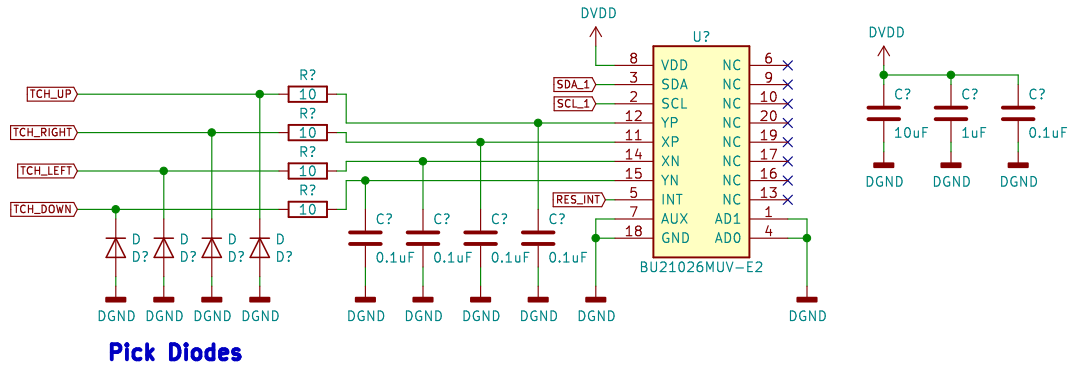 DVDD
U?
DVDD
8 VDD NC 6
SDA_1 3 SDA NC 9
SCL_1 2 SCL NC 10
TCH_UP R? 10 12 YP NC 20
TCH_RIGHT R? 10 11 XP NC 19
TCH_LEFT R? 10 14 XN NC 17
TCH_DOWN R? 10 15 YN NC 16
RES_INT 5 INT NC 13
7 AUX AD1 1
18 GND AD0 4
BU21026MUV-E2
C? C? C?
10uF 1uF 0.1uF
DGND DGND DGND
D D D D
D? D? D? D?
C? C? C? C?
0.1uF 0.1uF 0.1uF 0.1uF
DGND DGND DGND DGND DGND DGND DGND DGND DGND DGND
Pick Diodes